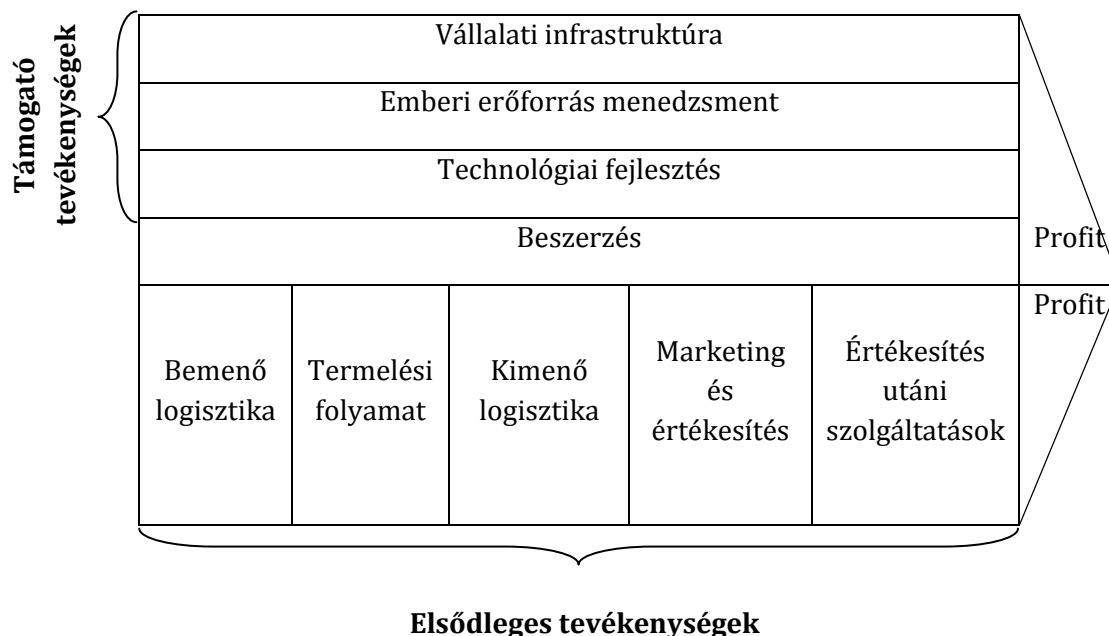 Támogató
tevékenységek
Vállalati infrastruktúra
Emberi erőforrás menedzsment
Technológiai fejlesztés
Beszerzés
Profit
Profit
Bemenő
logisztika
Termelési
folyamat
Kimenő
logisztika
Marketing
és
értékesítés
Értékesítés
utáni
szolgáltatások
Elsődleges tevékenységek